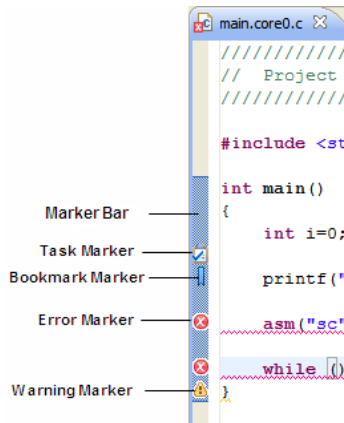 main.core0.c
/////////////
// Project
/////////////
#include <st
int main()
Marker Bar
{
int i=0;
Task Marker
Bookmark Marker
printf("
Error Marker
asm("sc"
while ()
Warning Marker
}